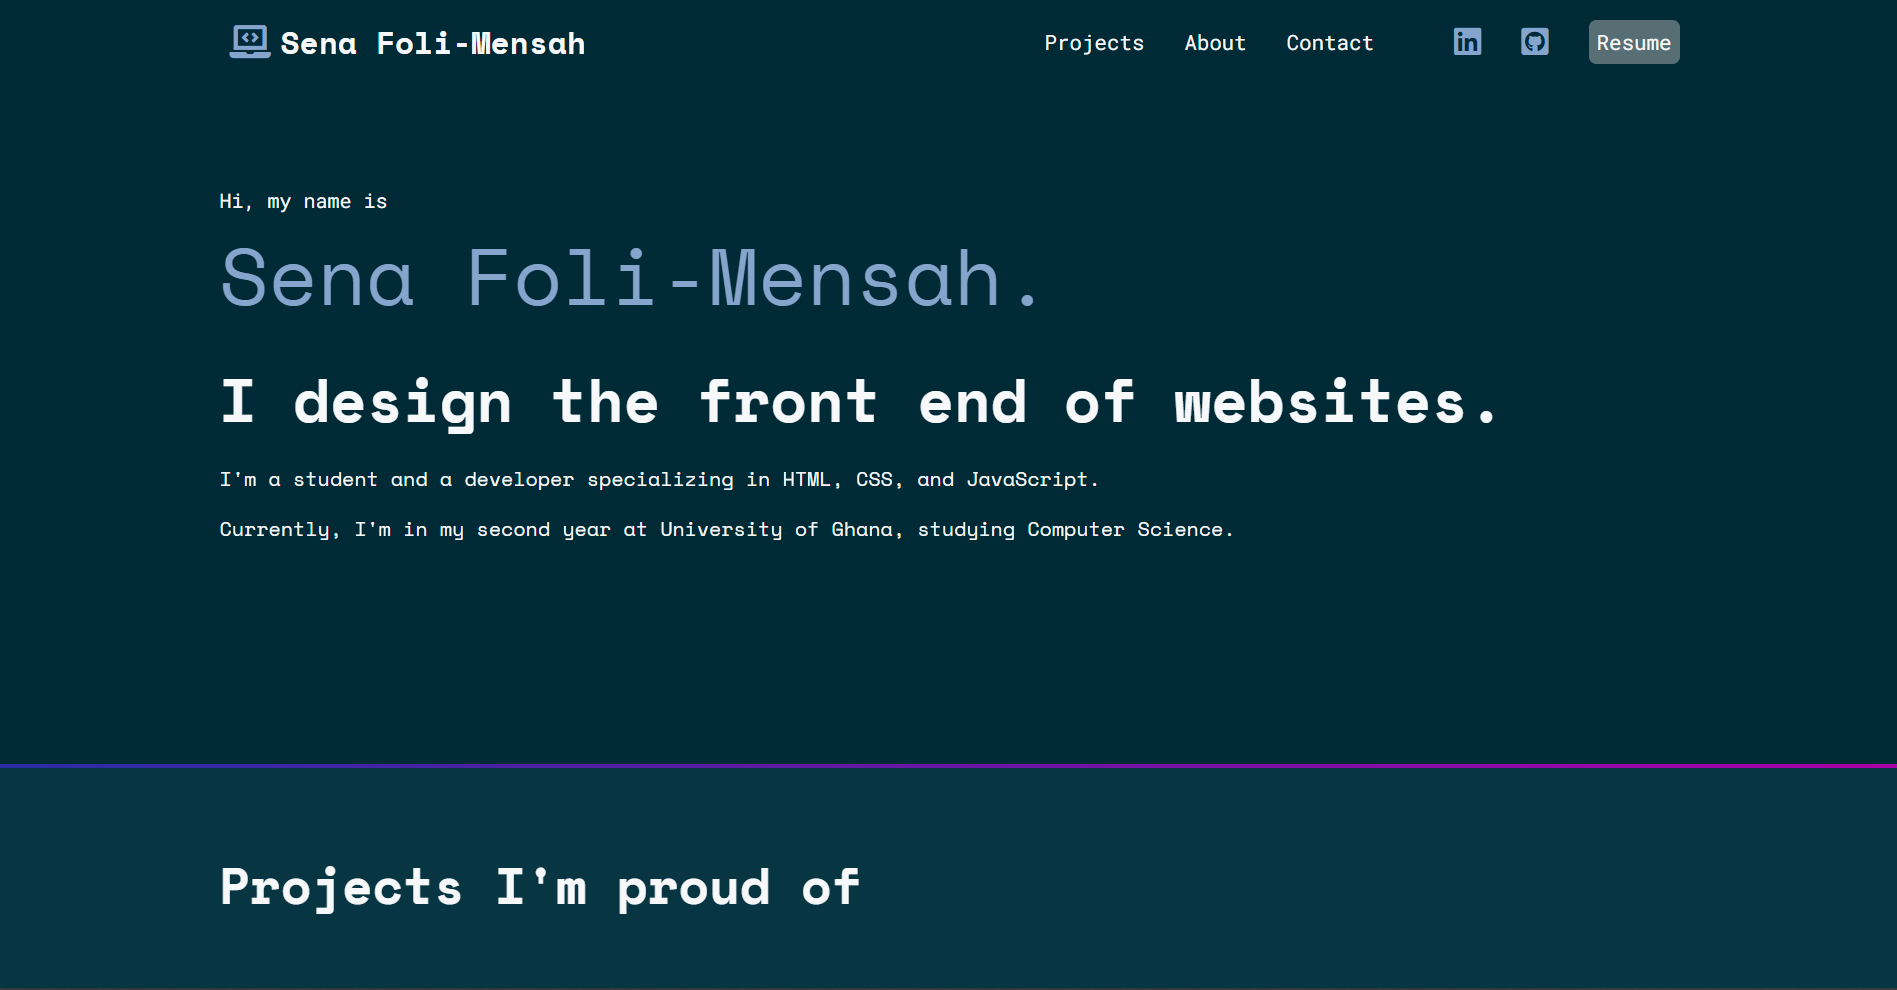 Sena Foli-Mensah
Projects
About
Contact
in
Resume
Hi, my name is
Sena Foli-Mensah.
I design the front end of websites.
I'm a student and a developer specializing in HTML, CSS, and JavaScript.
Currently, I'm in my second year at University of Ghana, studying Computer Science.
Projects I'm proud of